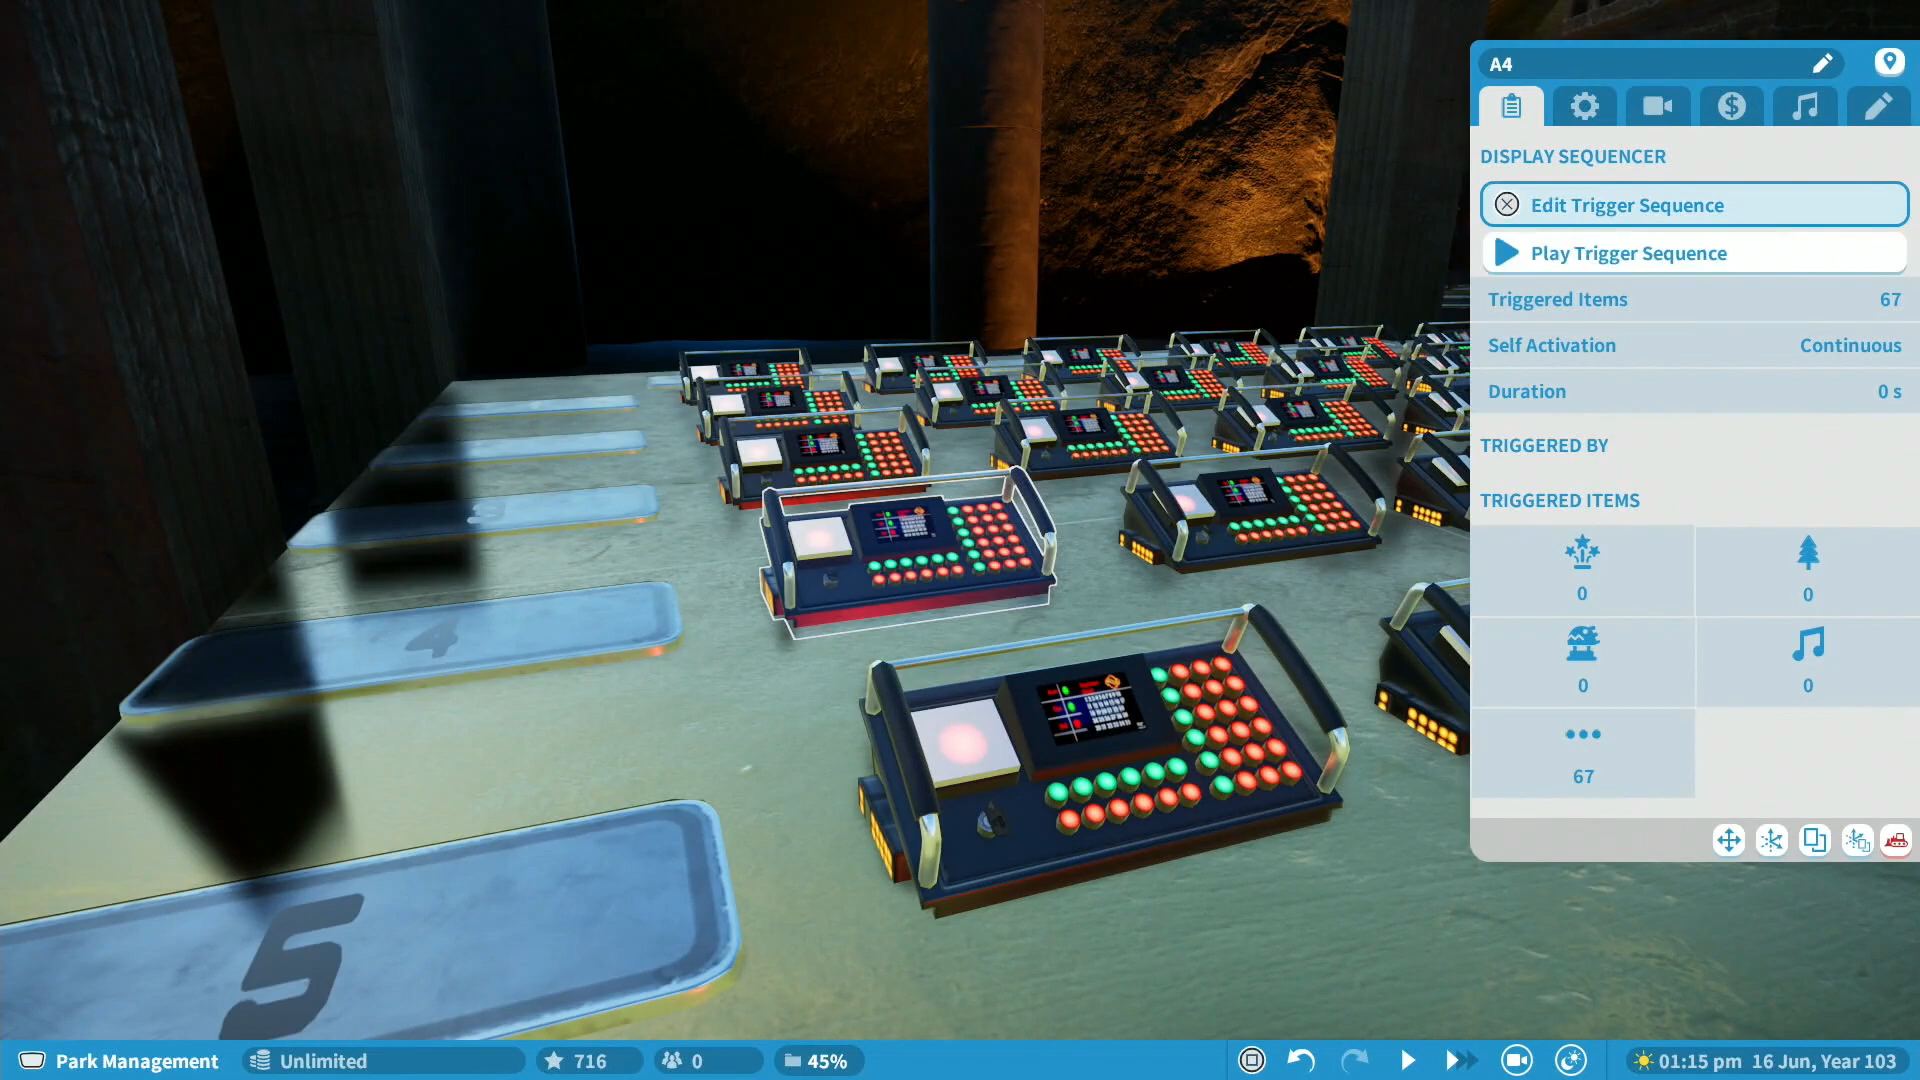 A4
DISPLAY SEQUENCER
Edit Trigger Sequence
Play Trigger Sequence
Triggered Items 67
Self Activation Continuous
Duration 0 s
TRIGGERED BY
TRIGGERED ITEMS
0 0
0 0
67
3
4
5
Park Management Unlimited 716 0 45% 01:15 pm 16 Jun, Year 103